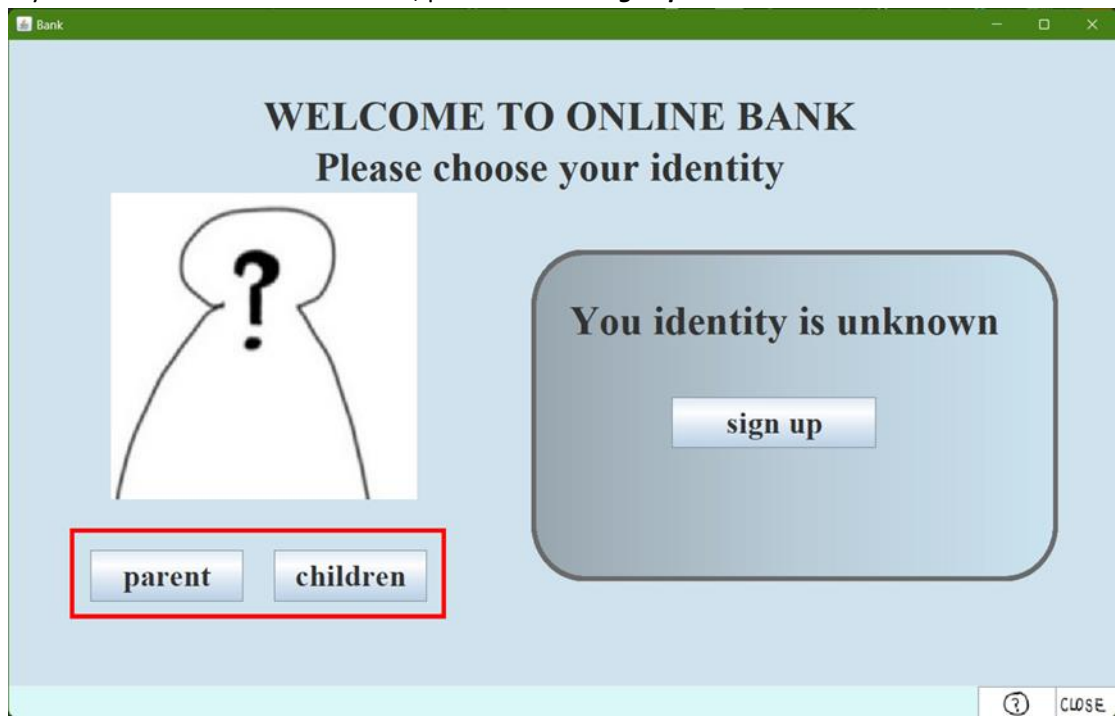 Bank
WELCOME TO ONLINE BANK
Please choose your identity
?
You identity is unknown
sign up
parent
children
?
CLOSE